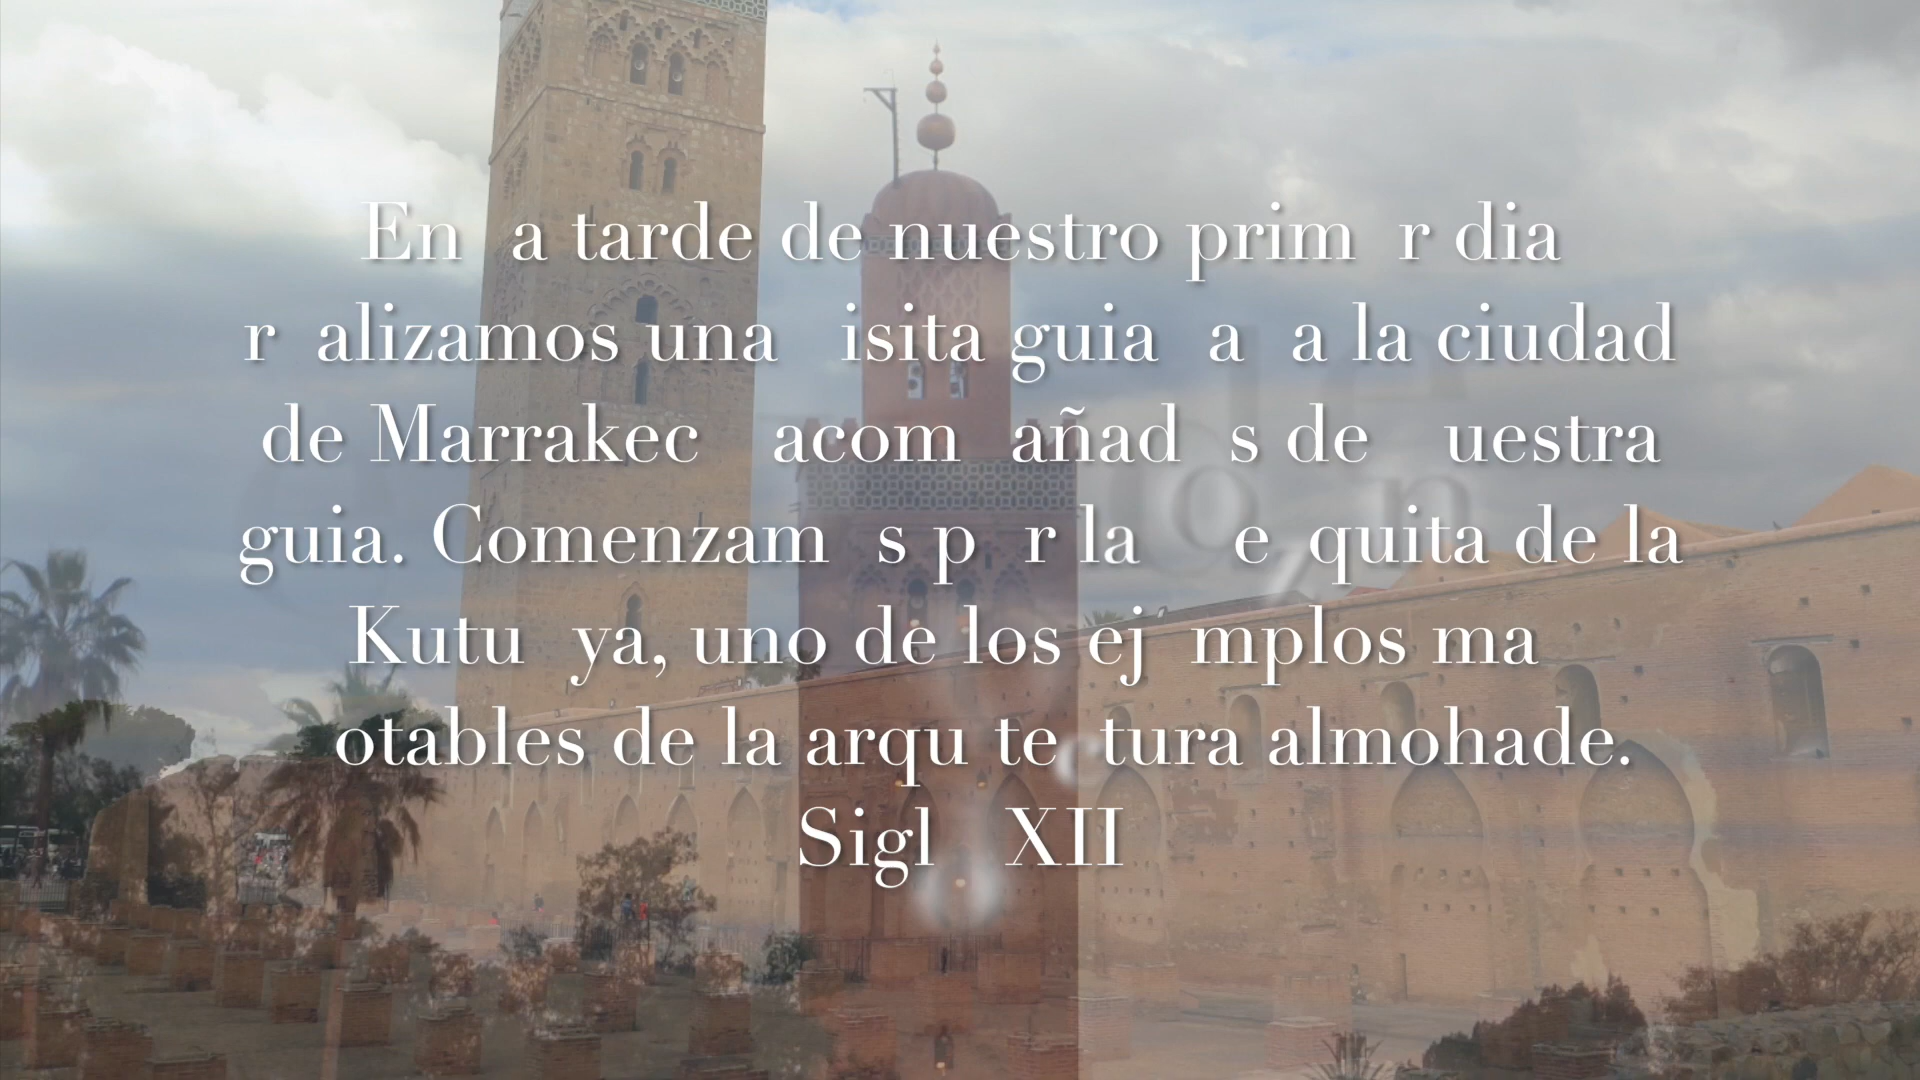 En a tarde de nuestro prim r dia
r alizamos una isita guia a a la ciudad
de Marrakec acom añad s de uestra
guia. Comenzam s p r la e quita de la
Kutu ya, uno de los ej mplos ma
otables de la arqu te tura almohade.
Sigl XII